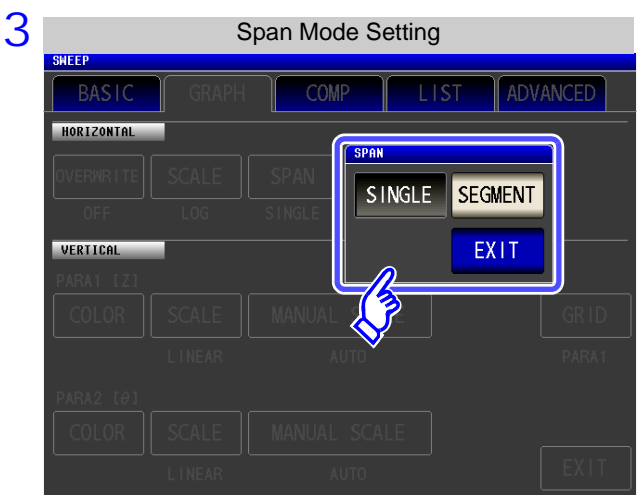 3 Span Mode Setting
SWEEP
BASIC GRAPH COMP LIST ADVANCED
HORIZONTAL
SPAN
OVERWRITE SCALE SPAN
SINGLE SEGMENT
OFF LOG SINGLE
EXIT
VERTICAL
PARA1 [Z]
COLOR SCALE MANUAL GRID
LINEAR AUTO PARA1
PARA2 [θ]
COLOR SCALE MANUAL SCALE
LINEAR AUTO EXIT